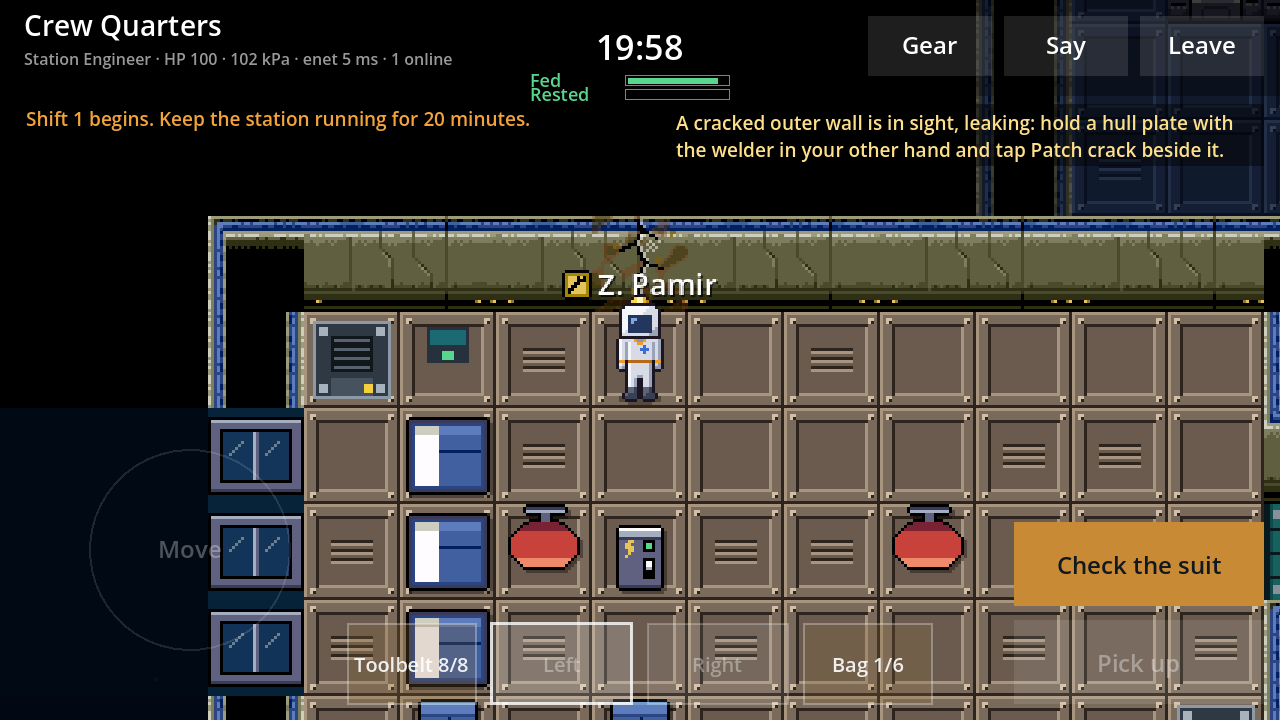 Crew Quarters
Station Engineer · HP 100 · 102 kPa · enet 5 ms · 1 online
19:58
Gear
Say
Leave
Fed
Rested
Shift 1 begins. Keep the station running for 20 minutes.
A cracked outer wall is in sight, leaking: hold a hull plate with
the welder in your other hand and tap Patch crack beside it.
Z. Pamir
Move
Check the suit
Toolbelt 8/8
Left
Right
Bag 1/6
Pick up